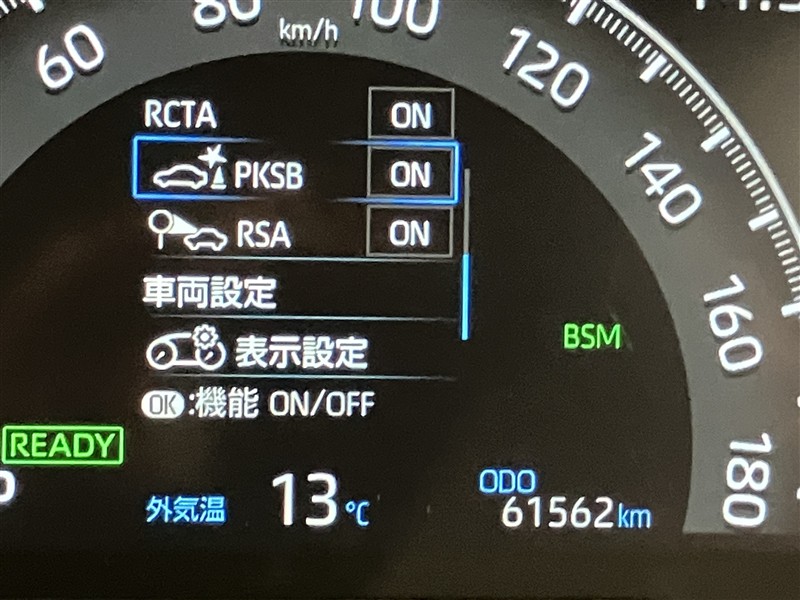 60
80
100
km/h
120
140
160
180
RCTA ON
PKSB ON
RSA ON
車両設定
表示設定
OK:機能 ON/OFF
BSM
READY
外気温 13℃
ODO
61562km